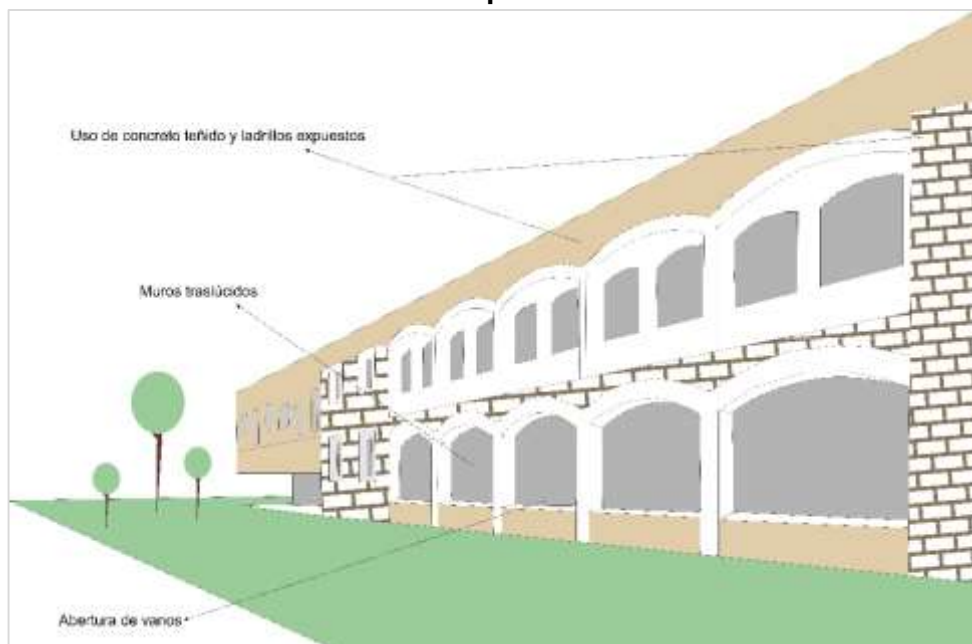 Uso de concreto teñido y ladrillos expuestos
Muros traslúcidos
Abertura de vanos